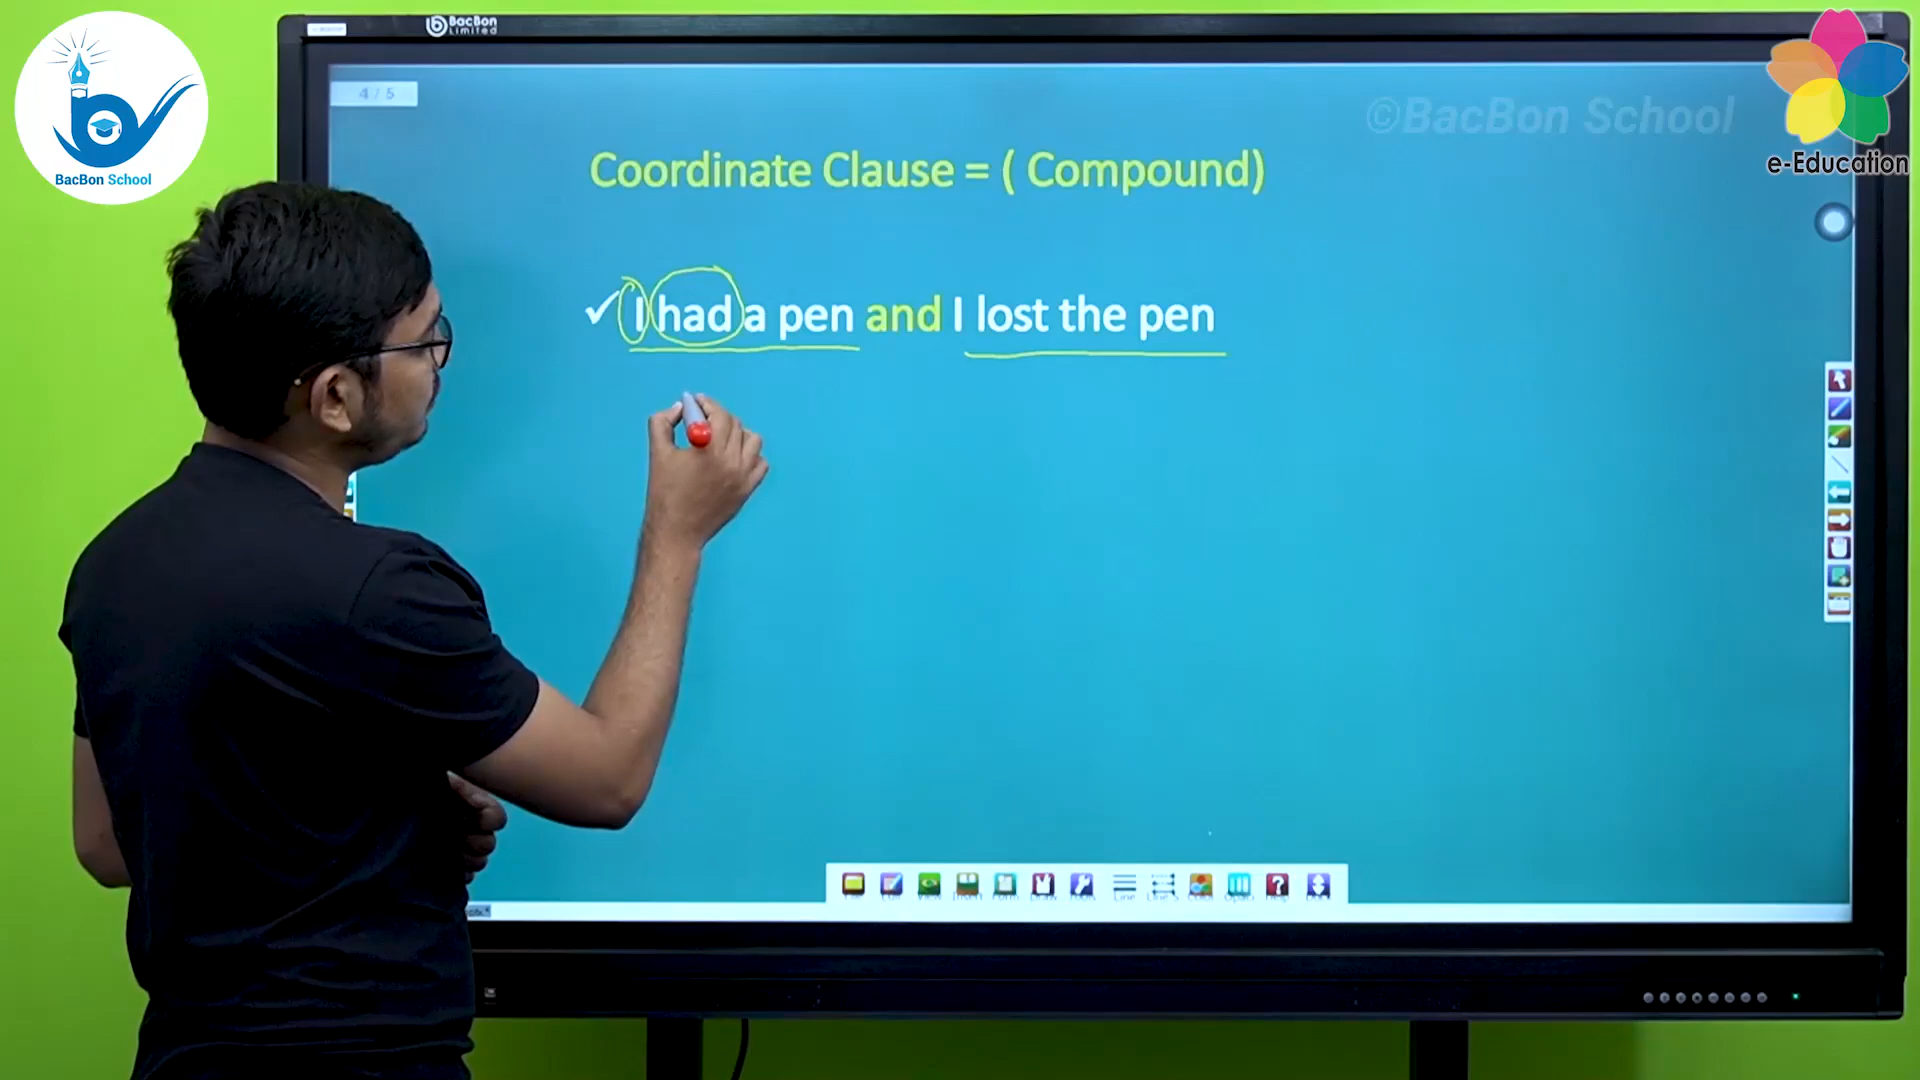 BacBon
Limited
BacBon School
4 / 5
©BacBon School
e-Education
Coordinate Clause = ( Compound)
✓ I had a pen and I lost the pen